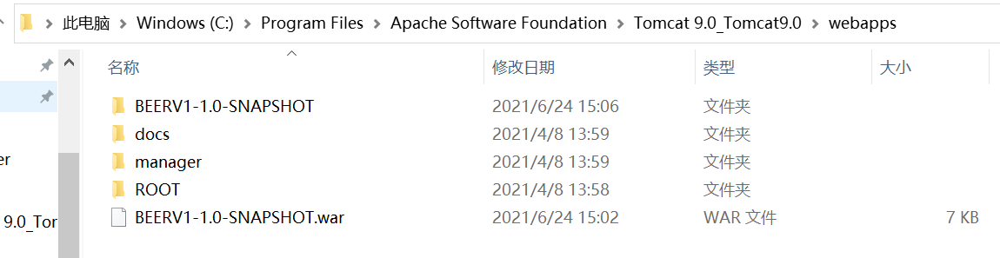 此电脑 > Windows (C:) > Program Files > Apache Software Foundation > Tomcat 9.0_Tomcat9.0 > webapps
名称 修改日期 类型 大小
BEERV1-1.0-SNAPSHOT 2021/6/24 15:06 文件夹
docs 2021/4/8 13:59 文件夹
er manager 2021/4/8 13:59 文件夹
ROOT 2021/4/8 13:58 文件夹
9.0_Tor BEERV1-1.0-SNAPSHOT.war 2021/6/24 15:02 WAR 文件 7 KB